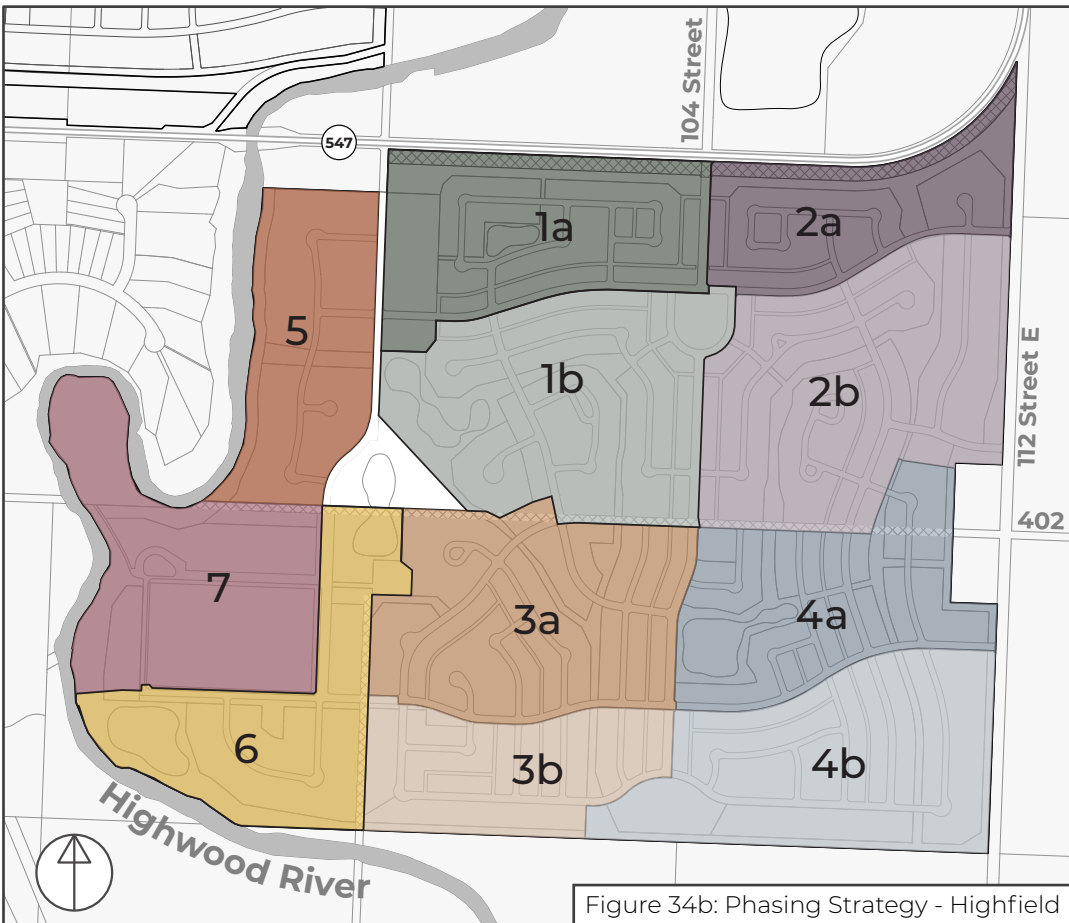 104 Street
547
1a
2a
5
1b
2b
112 Street E
402
7
3a
4a
6
3b
4b
Highwood River
Figure 34b: Phasing Strategy - Highfield